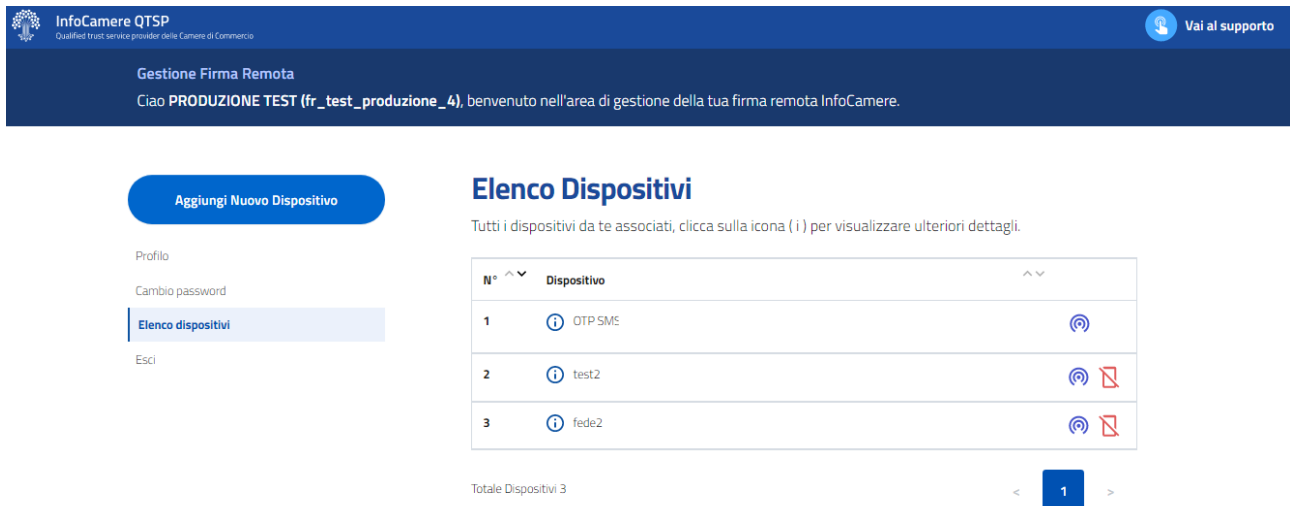 InfoCamere QTSP
Qualified trust service provider delle Camere di Commercio
Vai al supporto
Gestione Firma Remota
Ciao PRODUZIONE TEST (fr_test_produzione_4), benvenuto nell'area di gestione della tua firma remota InfoCamere.
Aggiungi Nuovo Dispositivo
Profilo
Cambio password
Elenco dispositivi
Esci
Elenco Dispositivi
Tutti i dispositivi da te associati, clicca sulla icona ( i ) per visualizzare ulteriori dettagli.
N° Dispositivo
1 OTP SMS
2 test2
3 fede2
Totale Dispositivi 3
< 1 >